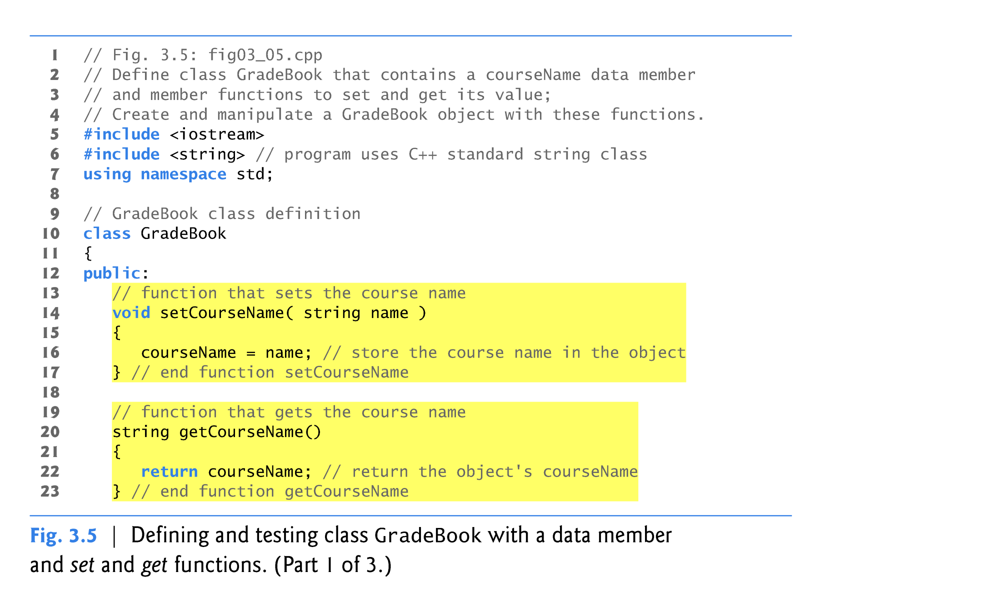 1 // Fig. 3.5: fig03_05.cpp
2 // Define class GradeBook that contains a courseName data member
3 // and member functions to set and get its value;
4 // Create and manipulate a GradeBook object with these functions.
5 #include <iostream>
6 #include <string> // program uses C++ standard string class
7 using namespace std;
8
9 // GradeBook class definition
10 class GradeBook
11 {
12 public:
13    // function that sets the course name
14    void setCourseName( string name )
15    {
16       courseName = name; // store the course name in the object
17    } // end function setCourseName
18
19    // function that gets the course name
20    string getCourseName()
21    {
22       return courseName; // return the object's courseName
23    } // end function getCourseName
Fig. 3.5 | Defining and testing class GradeBook with a data member
and set and get functions. (Part 1 of 3.)